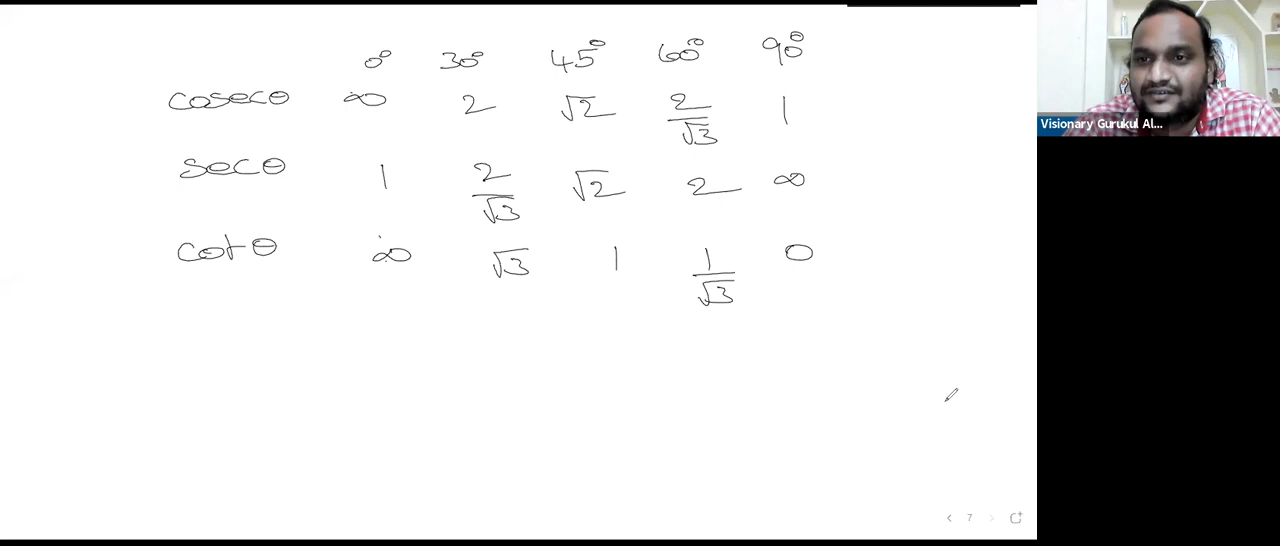 0° 30° 45° 60° 90°
cosecθ ∞ 2 √2 2/√3 1
secθ 1 2/√3 √2 2 ∞
cotθ ∞ √3 1 1/√3 0
Visionary Gurukul Al...
7